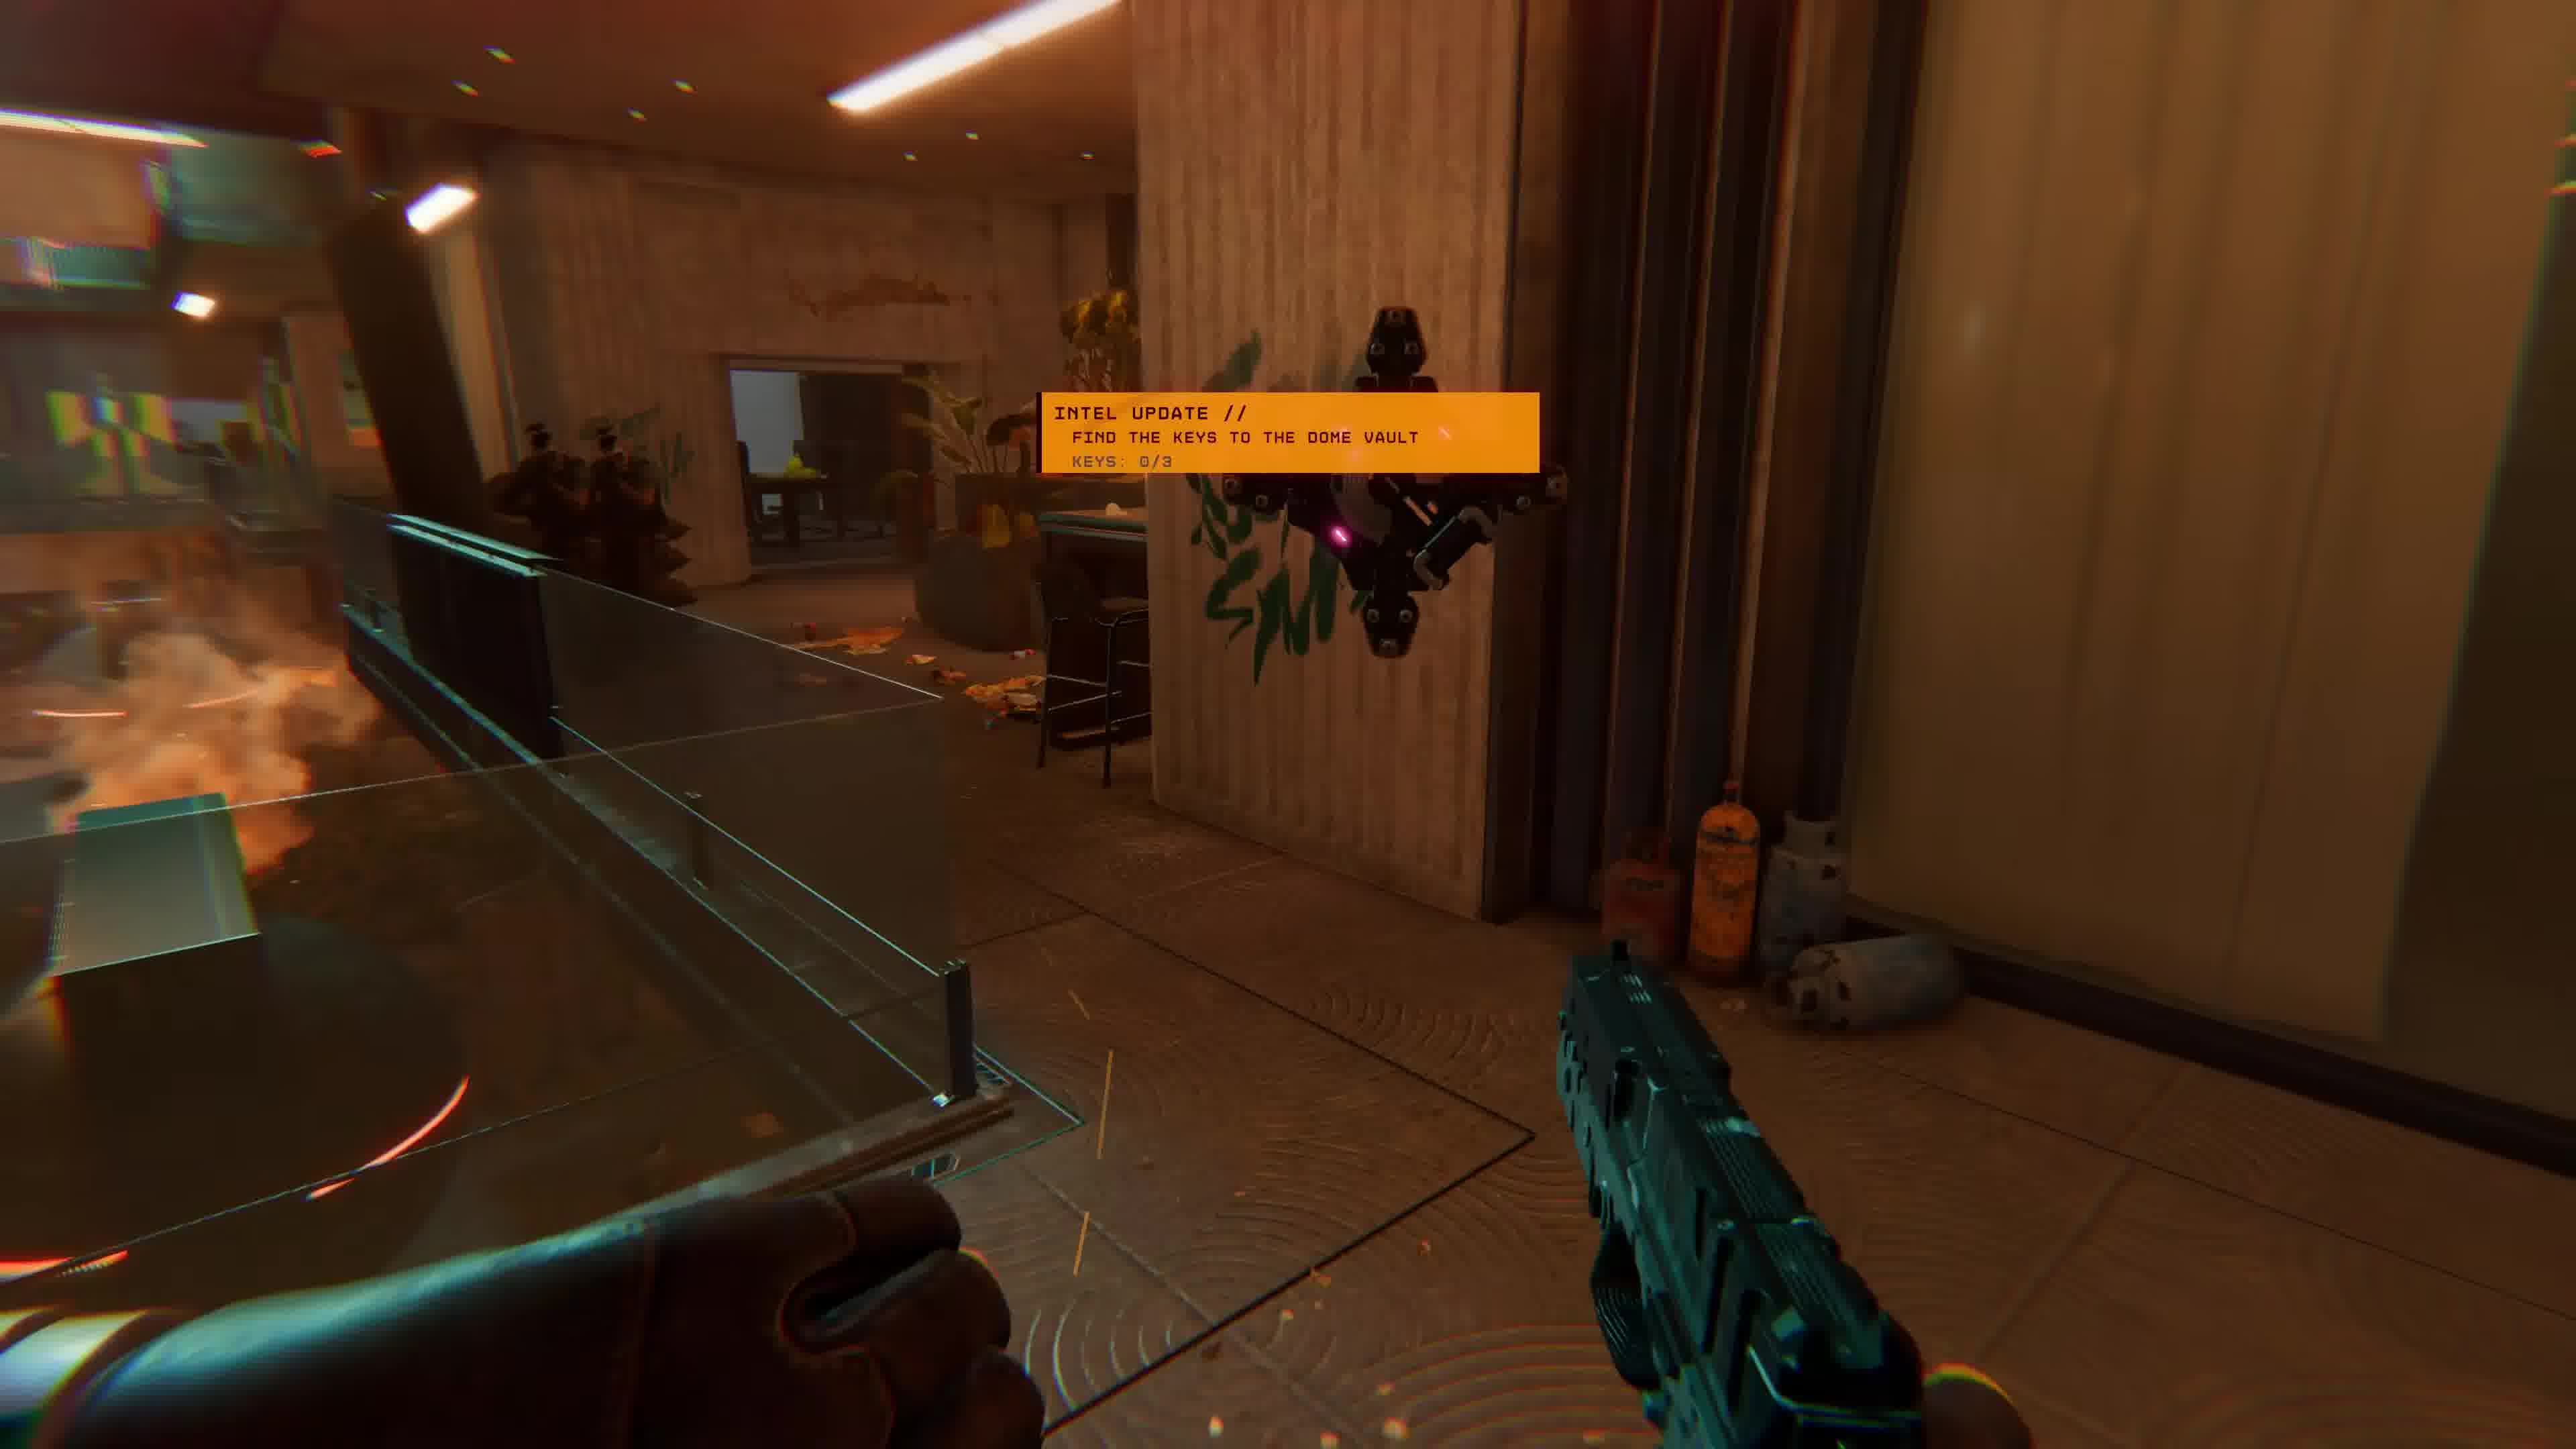 INTEL UPDATE //
FIND THE KEYS TO THE DOME VAULT
KEYS: 0/3